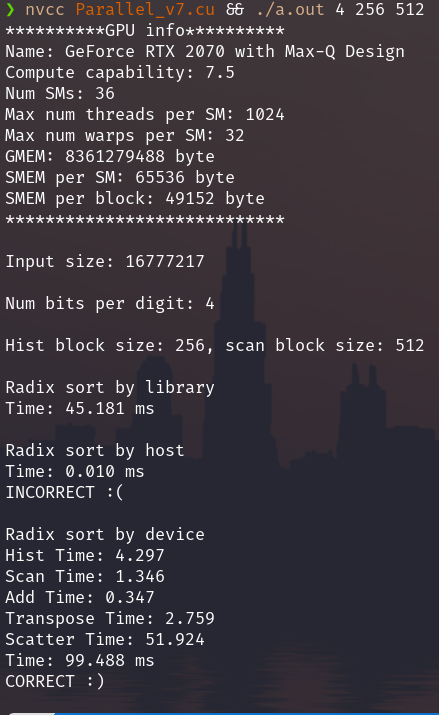 ❯ nvcc Parallel_v7.cu && ./a.out 4 256 512
**********GPU info**********
Name: GeForce RTX 2070 with Max-Q Design
Compute capability: 7.5
Num SMs: 36
Max num threads per SM: 1024
Max num warps per SM: 32
GMEM: 8361279488 byte
SMEM per SM: 65536 byte
SMEM per block: 49152 byte
****************************
Input size: 16777217
Num bits per digit: 4
Hist block size: 256, scan block size: 512
Radix sort by library
Time: 45.181 ms
Radix sort by host
Time: 0.010 ms
INCORRECT :(
Radix sort by device
Hist Time: 4.297
Scan Time: 1.346
Add Time: 0.347
Transpose Time: 2.759
Scatter Time: 51.924
Time: 99.488 ms
CORRECT :)